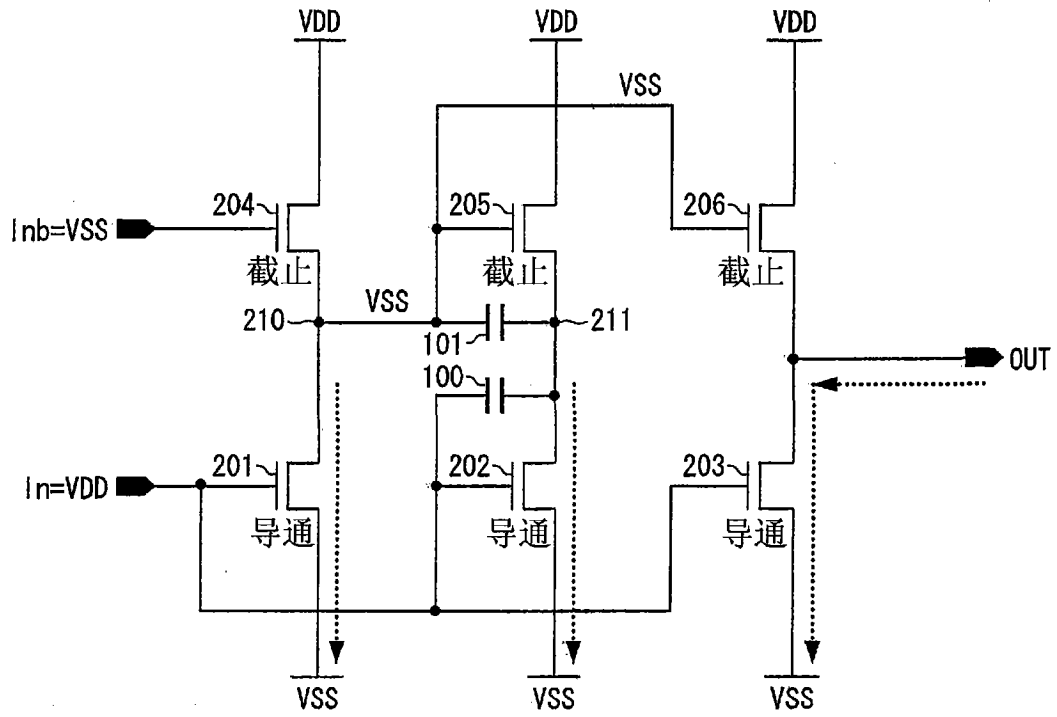 VDD
VDD
VDD
VSS
204
205
206
Inb=VSS
截止
截止
截止
VSS
210
211
101
100
OUT
201
202
203
In=VDD
导通
导通
导通
VSS
VSS
VSS